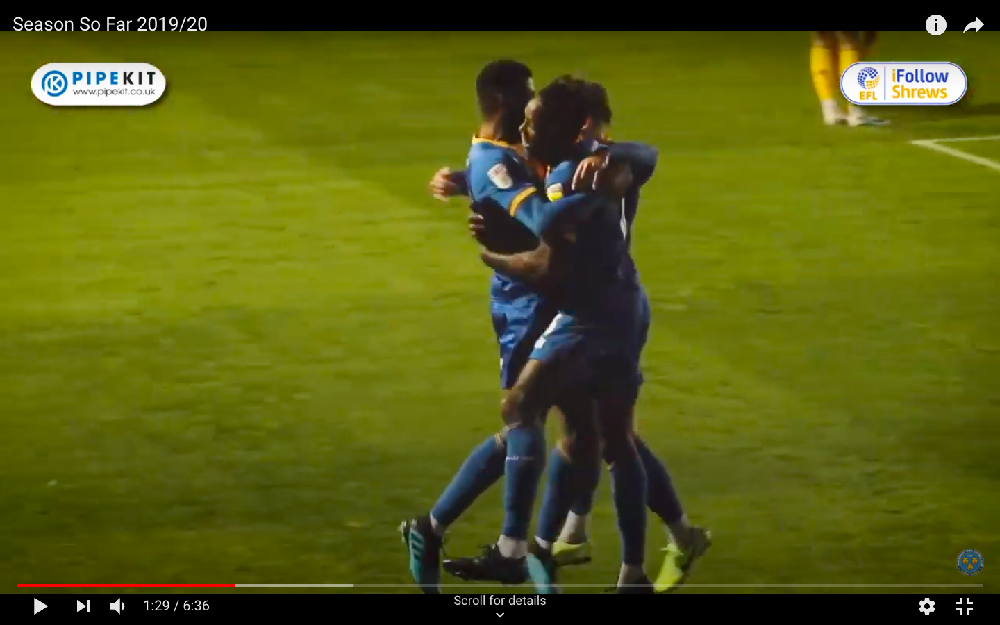 Season So Far 2019/20
PIPEKIT
www.pipekit.co.uk
EFL
iFollow
Shrews
1:29 / 6:36
Scroll for details